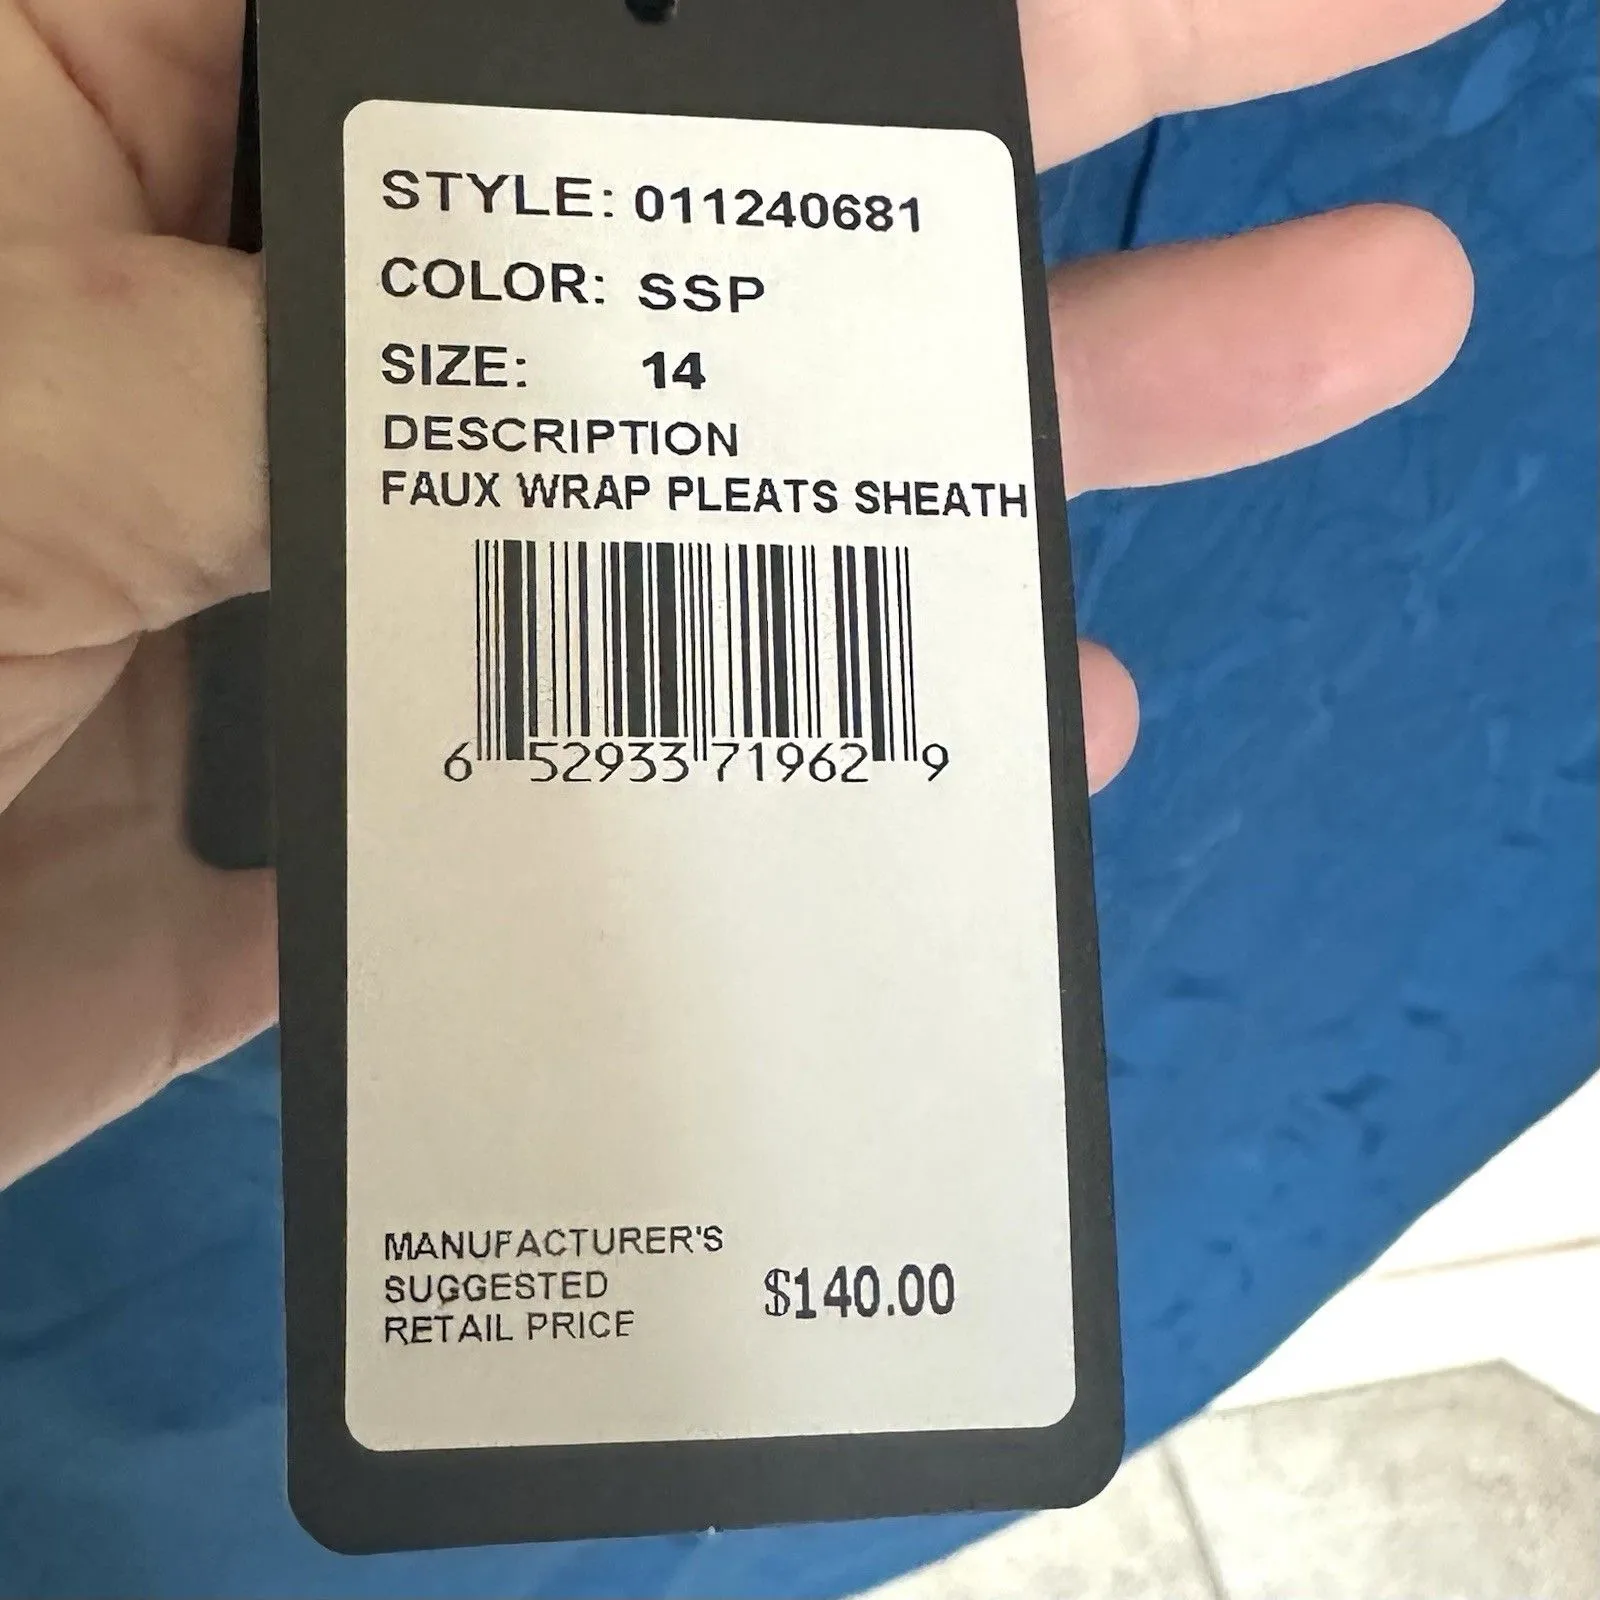 STYLE: 011240681
COLOR: SSP
SIZE: 14
DESCRIPTION
FAUX WRAP PLEATS SHEATH
6 52933 71962 9
MANUFACTURER'S
SUGGESTED
RETAIL PRICE
$140.00